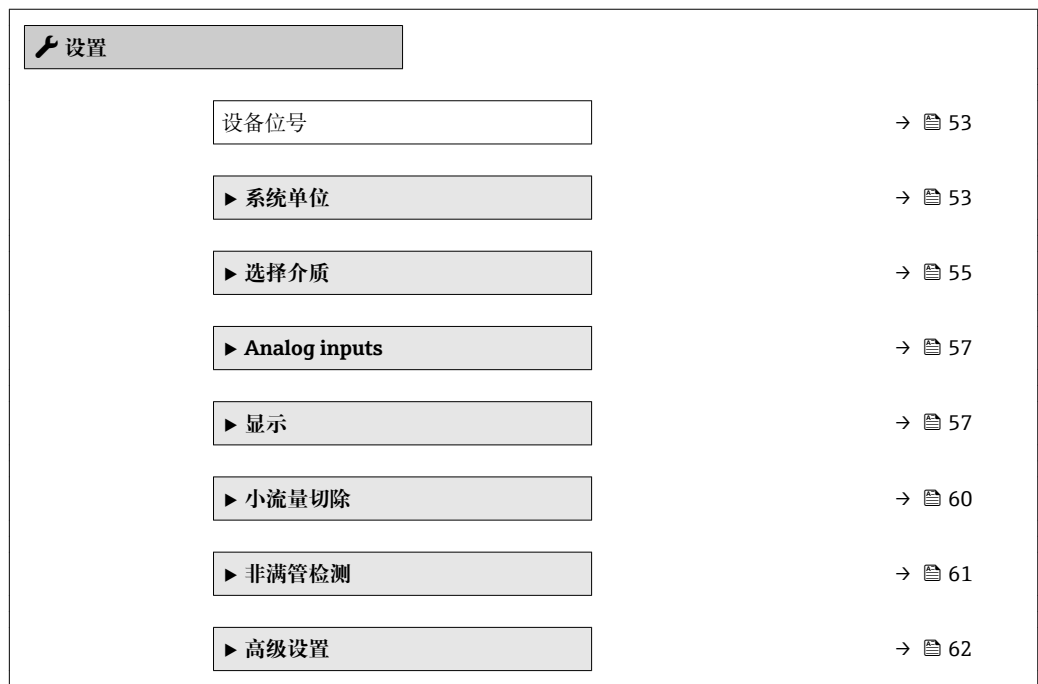 设置
设备位号 → 53
▶ 系统单位 → 53
▶ 选择介质 → 55
▶ Analog inputs → 57
▶ 显示 → 57
▶ 小流量切除 → 60
▶ 非满管检测 → 61
▶ 高级设置 → 62